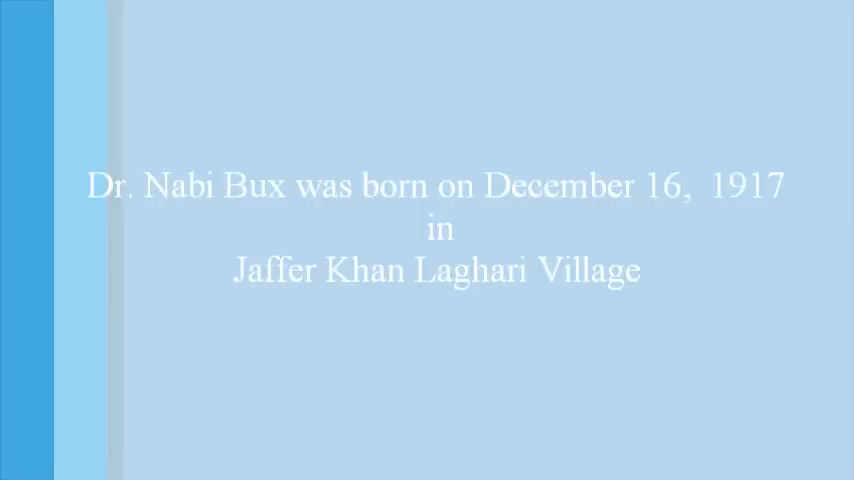 Dr. Nabi Bux was born on December 16,  1917
in
Jaffer Khan Laghari Village